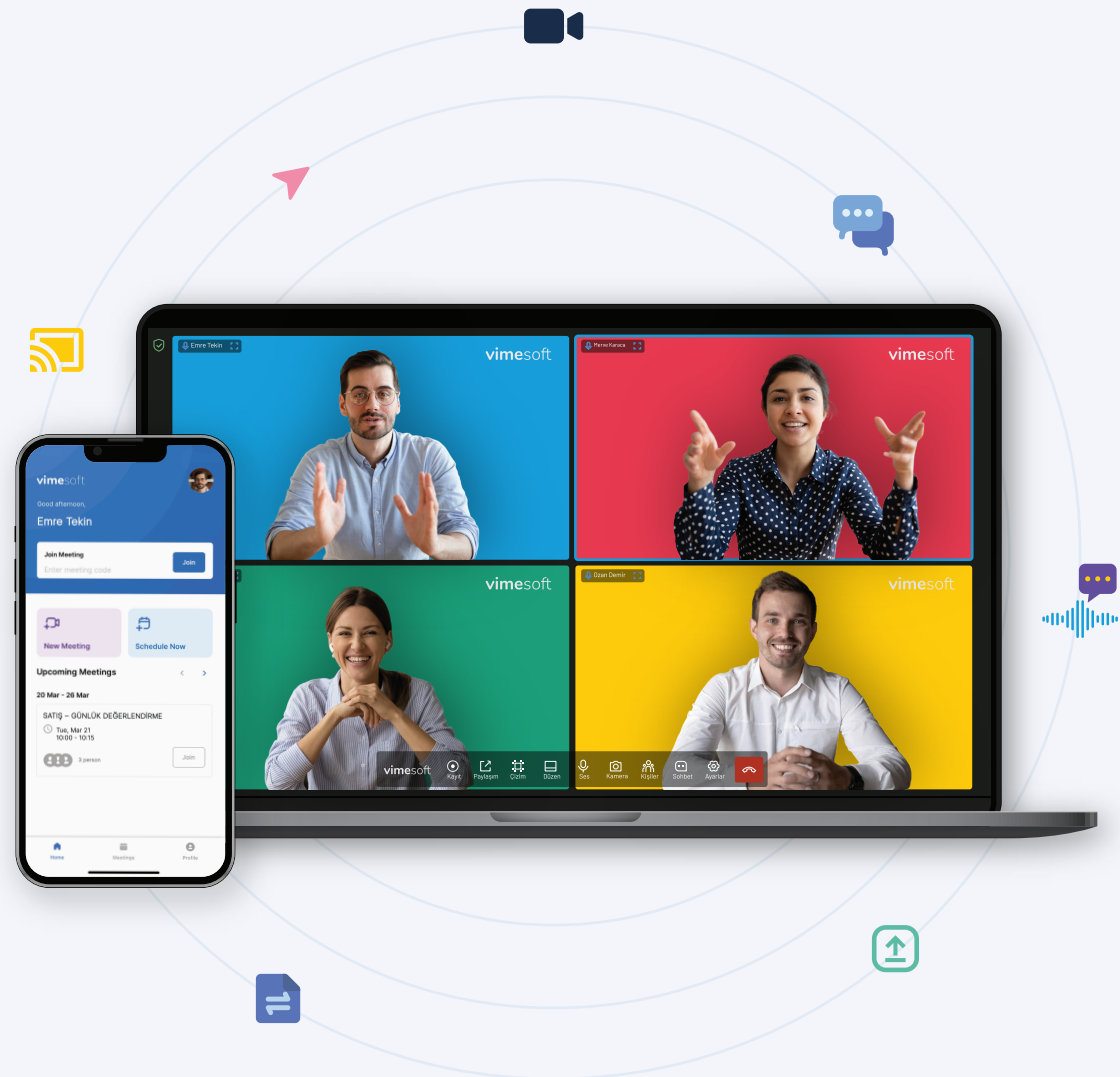 Emre Tekin
vimesoft
Merve Karaca
vimesoft
vimesoft
Ozan Demir
vimesoft
vimesoft
Kayıt
Paylaşım
Çizim
Düzen
Ses
Kamera
Kişiler
Sohbet
Ayarlar
vimesoft
Good afternoon,
Emre Tekin
Join Meeting
Enter meeting code
Join
New Meeting
Schedule Now
Upcoming Meetings
20 Mar - 26 Mar
SATIŞ – GÜNLÜK DEĞERLENDİRME
Tue, Mar 21
10:00 - 10:15
3 person
Join
Home
Meetings
Profile